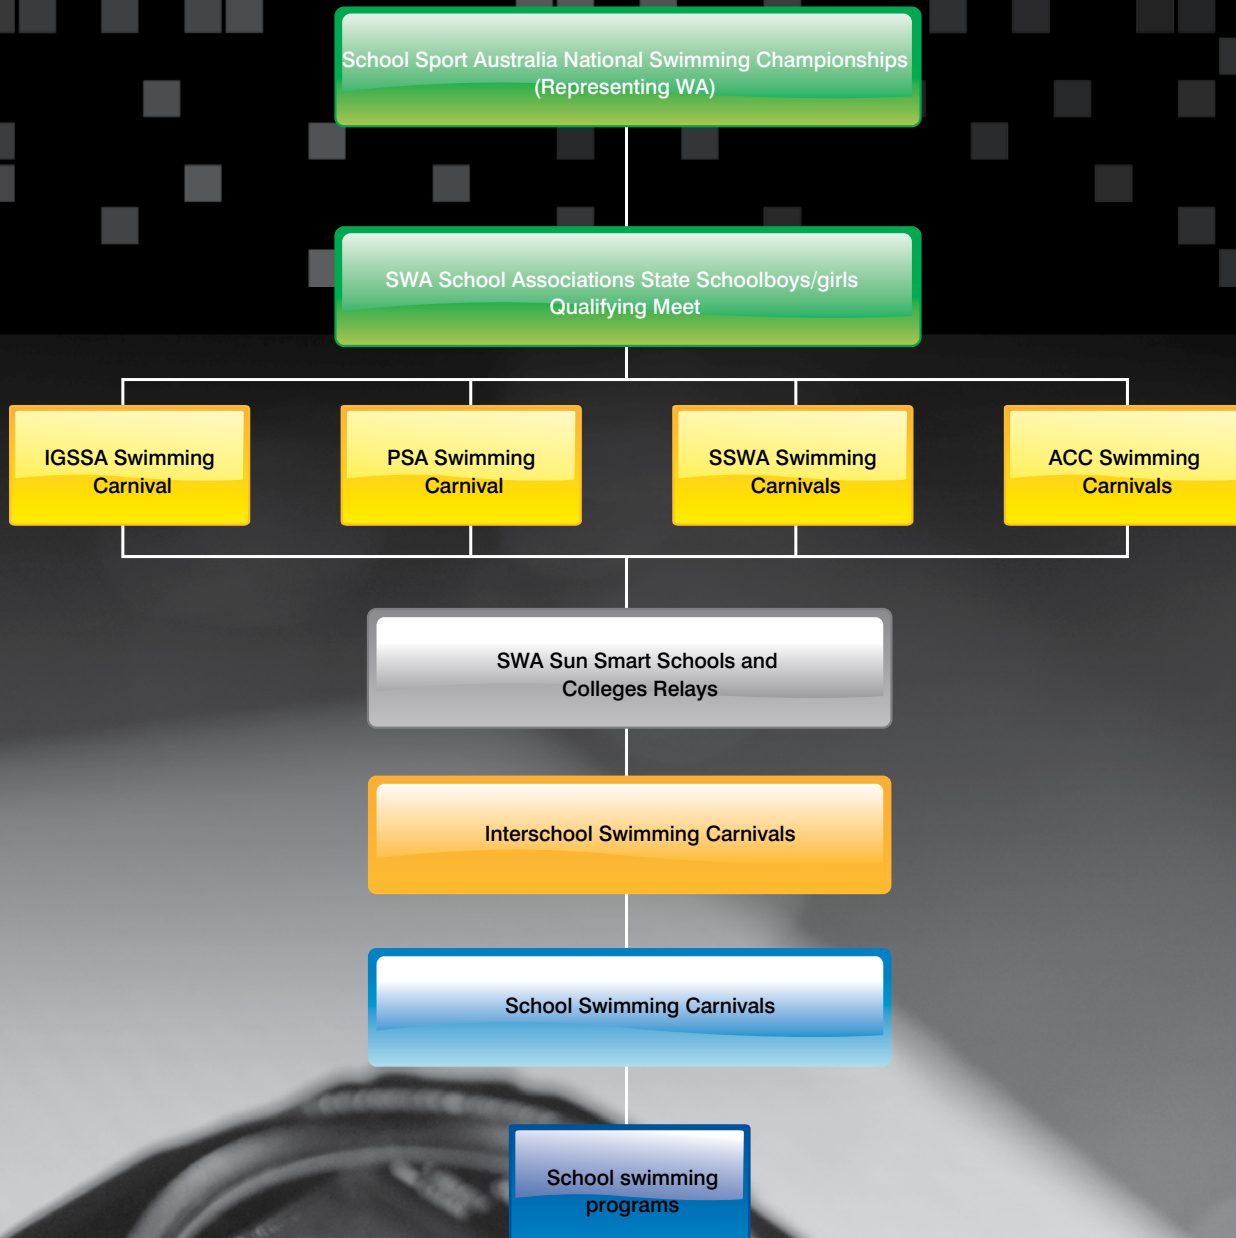 School Sport Australia National Swimming Championships
(Representing WA)
SWA School Associations State Schoolboys/girls
Qualifying Meet
IGSSA Swimming
Carnival
PSA Swimming
Carnival
SSWA Swimming
Carnivals
ACC Swimming
Carnivals
SWA Sun Smart Schools and
Colleges Relays
Interschool Swimming Carnivals
School Swimming Carnivals
School swimming
programs